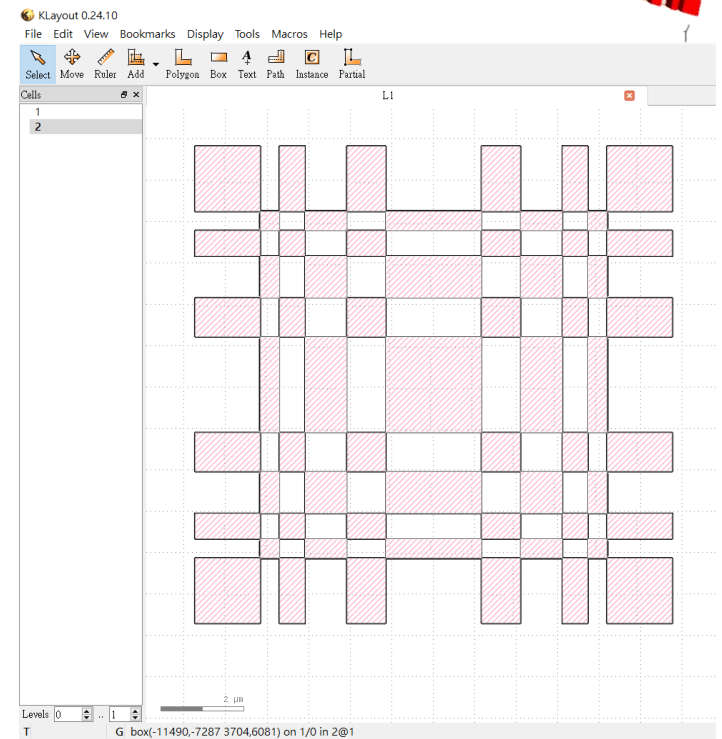 KLayout 0.24.10
File Edit View Bookmarks Display Tools Macros Help
Select Move Ruler Add Polygon Box Text Path Instance Partial
Cells
L1
1
2
2 μm
Levels 0 .. 1
T G box(-11490,-7287 3704,6081) on 1/0 in 2@1